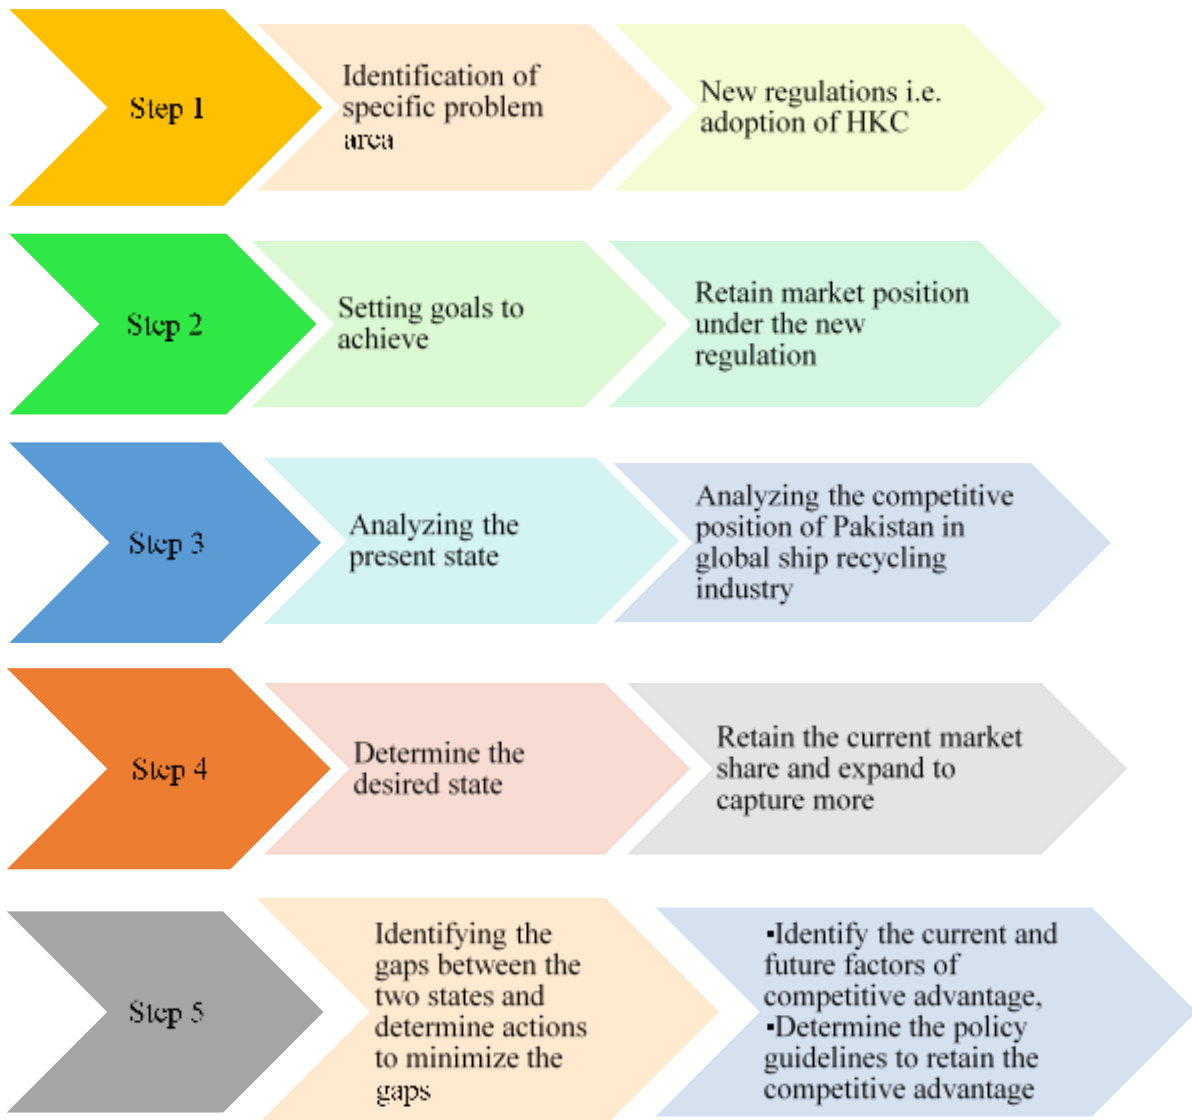 Step 1
Identification of
specific problem
area
New regulations i.e.
adoption of HKC
Step 2
Setting goals to
achieve
Retain market position
under the new
regulation
Step 3
Analyzing the
present state
Analyzing the competitive
position of Pakistan in
global ship recycling
industry
Step 4
Determine the
desired state
Retain the current market
share and expand to
capture more
Step 5
Identifying the
gaps between the
two states and
determine actions
to minimize the
gaps
▪Identify the current and
future factors of
competitive advantage,
▪Determine the policy
guidelines to retain the
competitive advantage